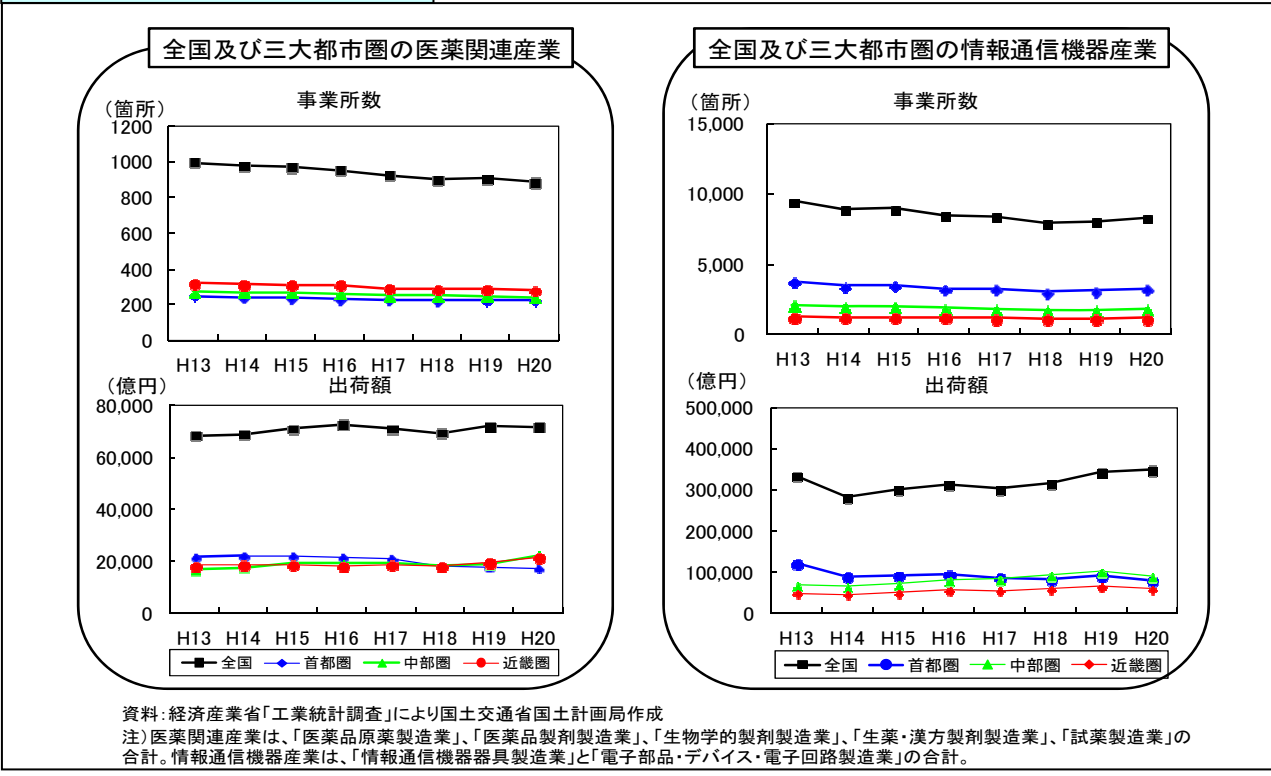 全国及び三大都市圏の医薬関連産業
（箇所）
事業所数
1200
1000
800
600
400
200
0
H13 H14 H15 H16 H17 H18 H19 H20
（億円）
出荷額
80,000
60,000
40,000
20,000
0
H13 H14 H15 H16 H17 H18 H19 H20
全国 首都圏 中部圏 近畿圏
全国及び三大都市圏の情報通信機器産業
（箇所）
事業所数
15,000
10,000
5,000
0
H13 H14 H15 H16 H17 H18 H19 H20
（億円）
出荷額
500,000
400,000
300,000
200,000
100,000
0
H13 H14 H15 H16 H17 H18 H19 H20
全国 首都圏 中部圏 近畿圏
資料：経済産業省「工業統計調査」により国土交通省国土計画局作成
注）医薬関連産業は、「医薬品原薬製造業」、「医薬品製剤製造業」、「生物学的製剤製造業」、「生薬・漢方製剤製造業」、「試薬製造業」の
合計。情報通信機器産業は、「情報通信機器器具製造業」と「電子部品・デバイス・電子回路製造業」の合計。